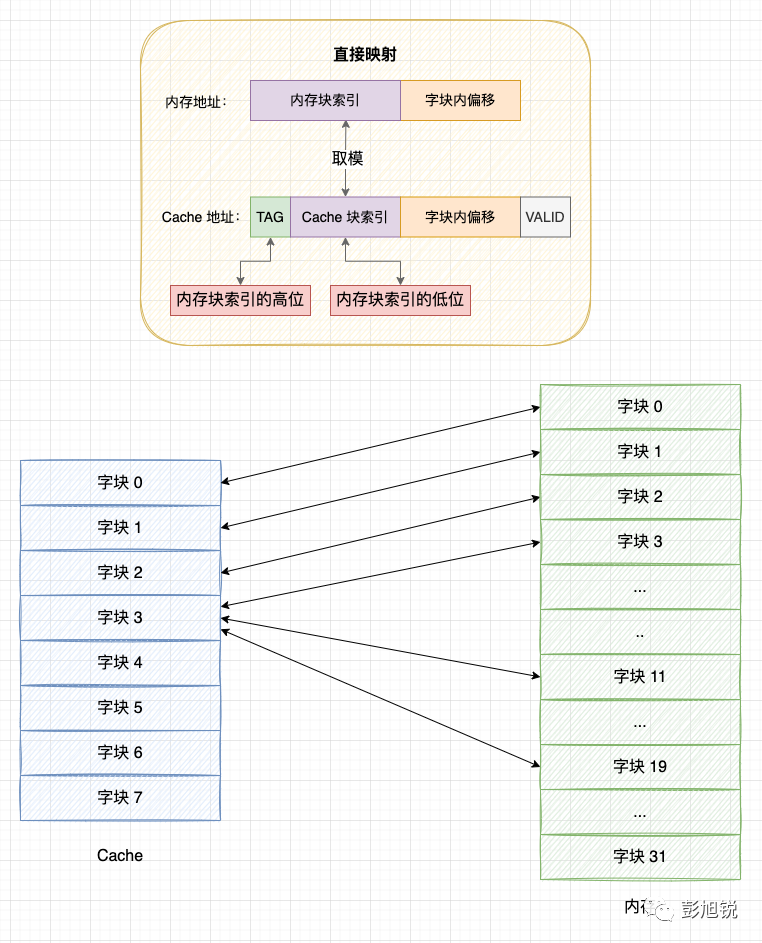 直接映射
内存地址：
内存块索引
字块内偏移
取模
Cache 地址：
TAG
Cache 块索引
字块内偏移
VALID
内存块索引的高位
内存块索引的低位
字块 0
字块 1
字块 2
字块 3
字块 4
字块 5
字块 6
字块 7
Cache
字块 0
字块 1
字块 2
字块 3
...
..
字块 11
...
字块 19
...
字块 31
内
彭旭锐